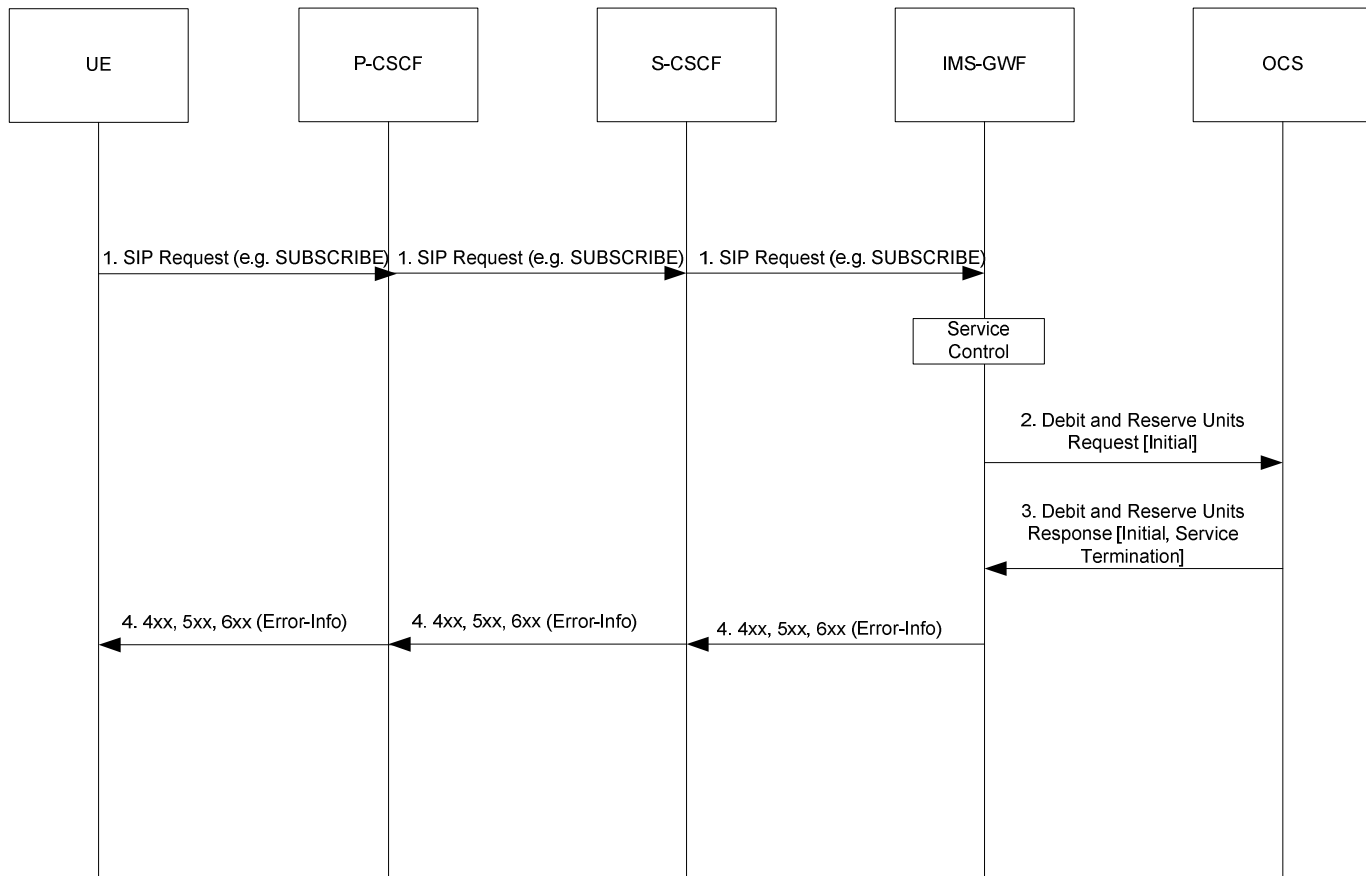 UE
P-CSCF
S-CSCF
IMS-GWF
OCS
1. SIP Request (e.g. SUBSCRIBE)
1. SIP Request (e.g. SUBSCRIBE)
1. SIP Request (e.g. SUBSCRIBE)
Service
Control
2. Debit and Reserve Units
Request [Initial]
3. Debit and Reserve Units
Response [Initial, Service
Termination]
4. 4xx, 5xx, 6xx (Error-Info)
4. 4xx, 5xx, 6xx (Error-Info)
4. 4xx, 5xx, 6xx (Error-Info)